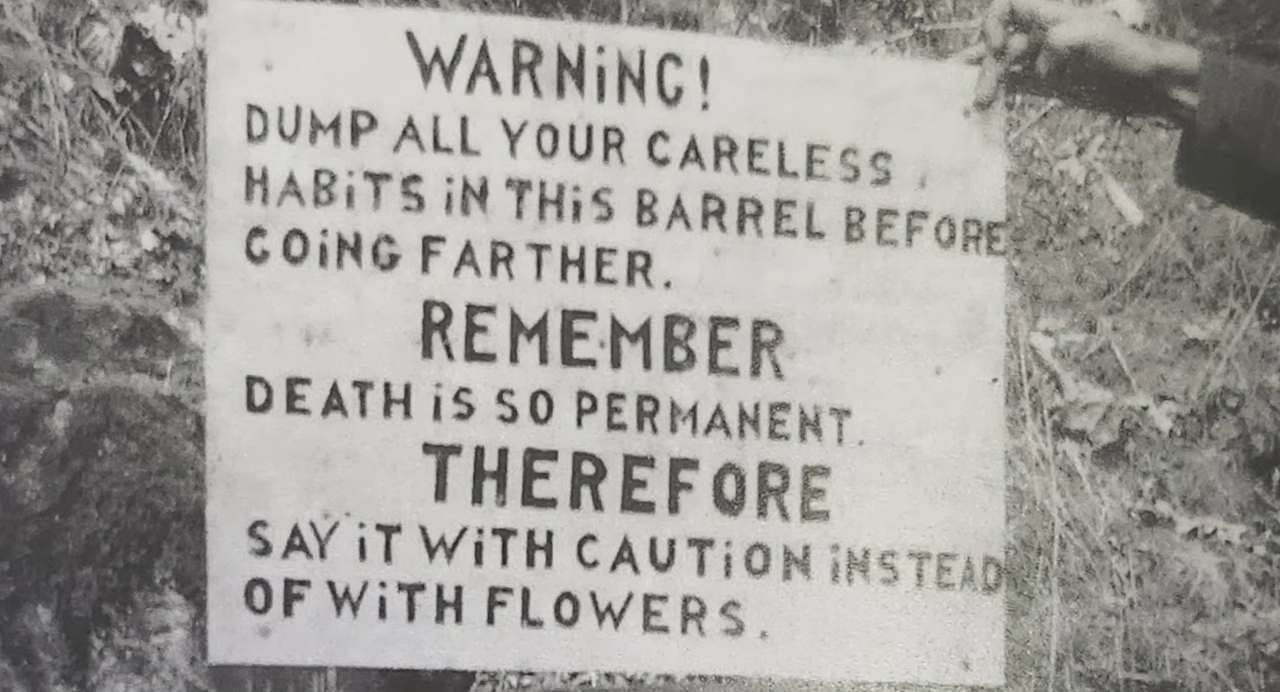 WARNiNG!
DUMP ALL YOUR CARELESS
HABiTS iN THiS BARREL BEFORE
GOiNG FARTHER.
REMEMBER
DEATH iS SO PERMANENT.
THEREFORE
SAY iT WiTH CAUTiON iNSTEAD
OF WiTH FLOWERS.